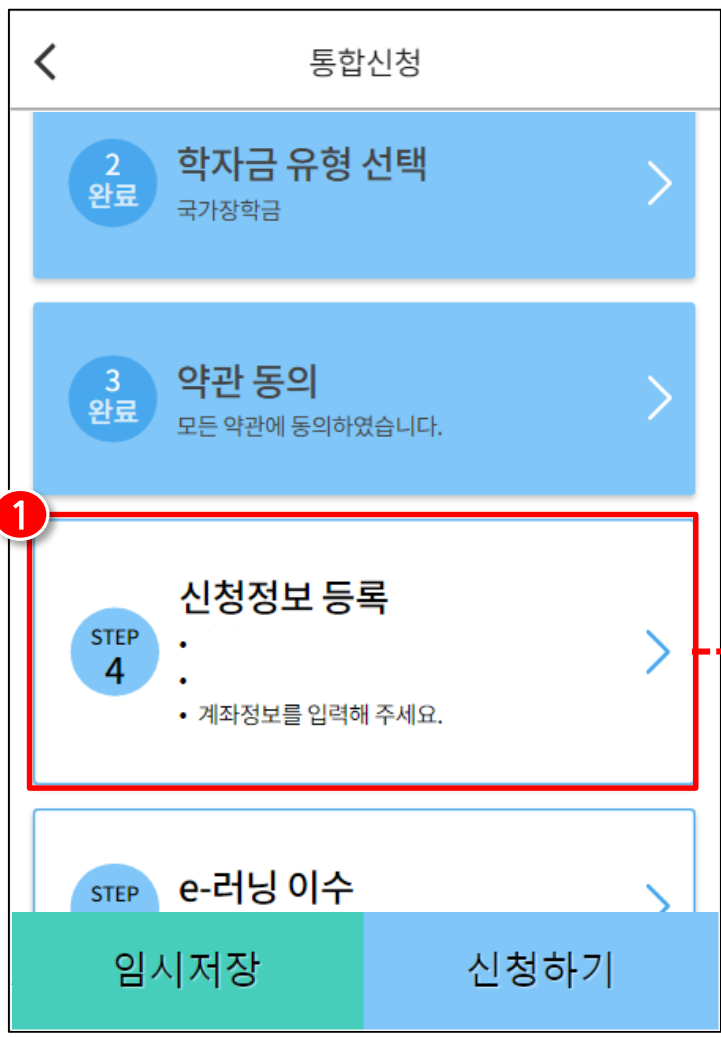 통합신청
2
완료
학자금 유형 선택
국가장학금
3
완료
약관 동의
모든 약관에 동의하였습니다.
1
신청정보 등록
STEP
4
•
•
• 계좌정보를 입력해 주세요.
STEP
e-러닝 이수
임시저장
신청하기